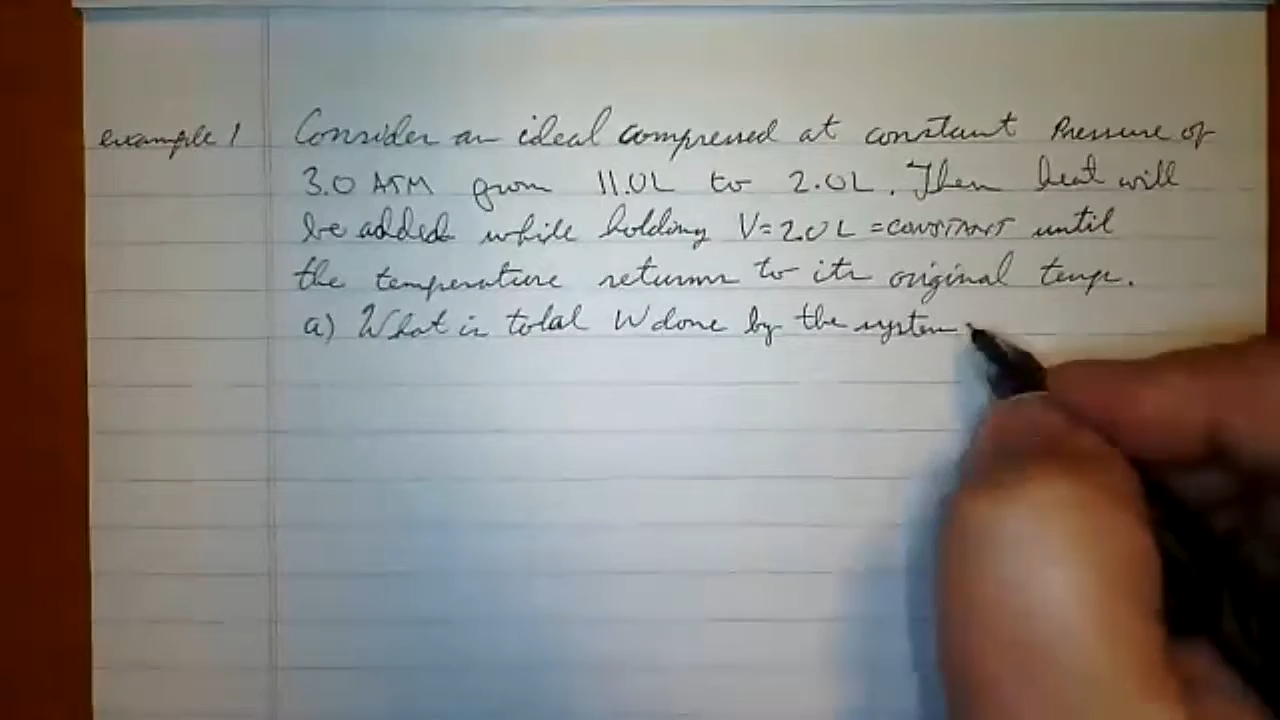 example 1 Consider an ideal compressed at constant Pressure of
3.0 ATM from 11.0L to 2.0L. Then heat will
be added while holding V=2.0L =CONSTANT until
the temperature returns to its original temp.
a) What is total W done by the system